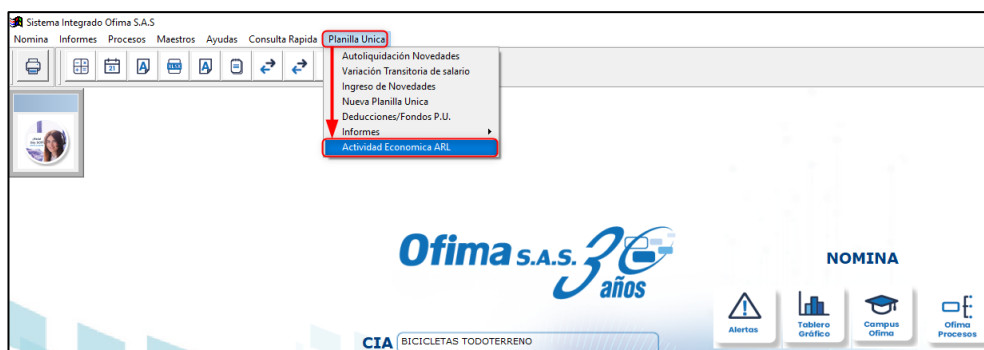 Sistema Integrado Ofima S.A.S
Nomina Informes Procesos Maestros Ayudas Consulta Rapida Planilla Unica
Autoliquidación Novedades
Variación Transitoria de salario
Ingreso de Novedades
Nueva Planilla Unica
Deducciones/Fondos P.U.
Informes
Actividad Economica ARL
Ofima S.A.S. 30 años
NOMINA
Alertas
Tablero Gráfico
Campus Ofima
Ofima Procesos
CIA BICICLETAS TODOTERRENO